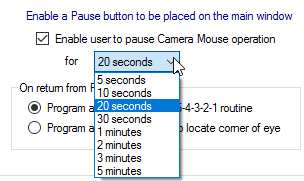 Enable a Pause button to be placed on the main window
Enable user to pause Camera Mouse operation
for 20 seconds
5 seconds
10 seconds
On return from
20 seconds
Program a 5-4-3-2-1 routine
30 seconds
Program a to locate corner of eye
1 minutes
2 minutes
3 minutes
5 minutes